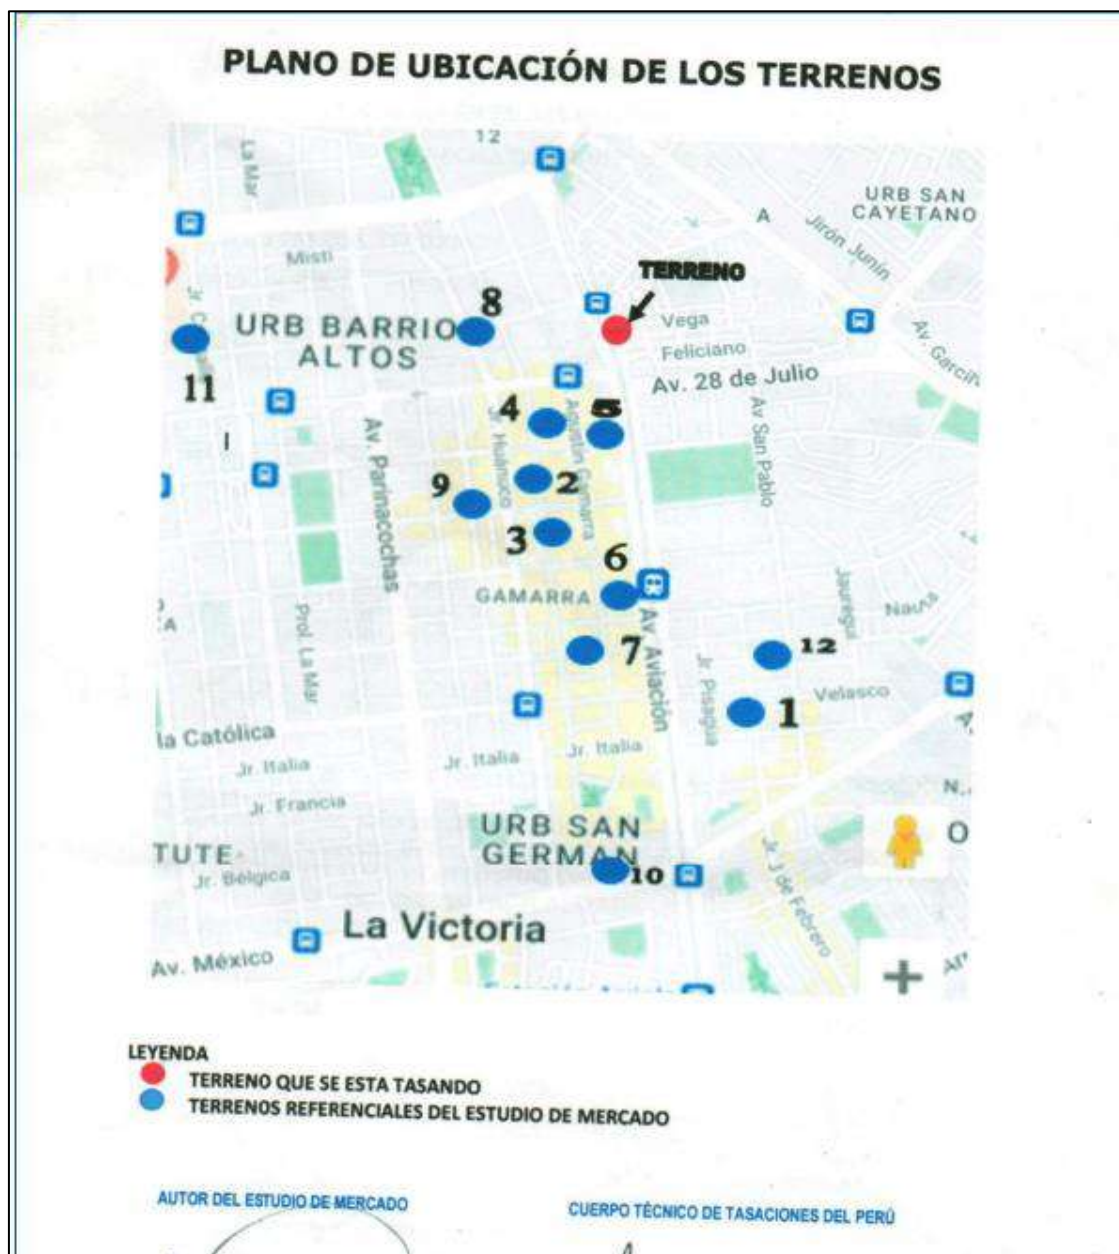 PLANO DE UBICACIÓN DE LOS TERRENOS
12
La Mar
URB SAN
CAYETANO
A
Jirón Junín
Misti
TERRENO
8
Vega
URB BARRIO
ALTOS
Feliciano
Av. 28 de Julio
11
4
5
Agustín Gamarra
Jr. Huánuco
Av. Parinacochas
Av San Pablo
9
2
3
6
GAMARRA
Jauregui
Prol. La Mar
Av. Aviación
7
12
Jr. Pisagua
Velasco
1
la Católica
Jr. Italia
Jr. Italia
Jr. Italia
Jr. Francia
N..
URB SAN
GERMAN
O
TUTE
Jr. Bélgica
10
Jr. J de Febrero
La Victoria
Av. México
LEYENDA
TERRENO QUE SE ESTA TASANDO
TERRENOS REFERENCIALES DEL ESTUDIO DE MERCADO
AUTOR DEL ESTUDIO DE MERCADO
CUERPO TÉCNICO DE TASACIONES DEL PERÚ